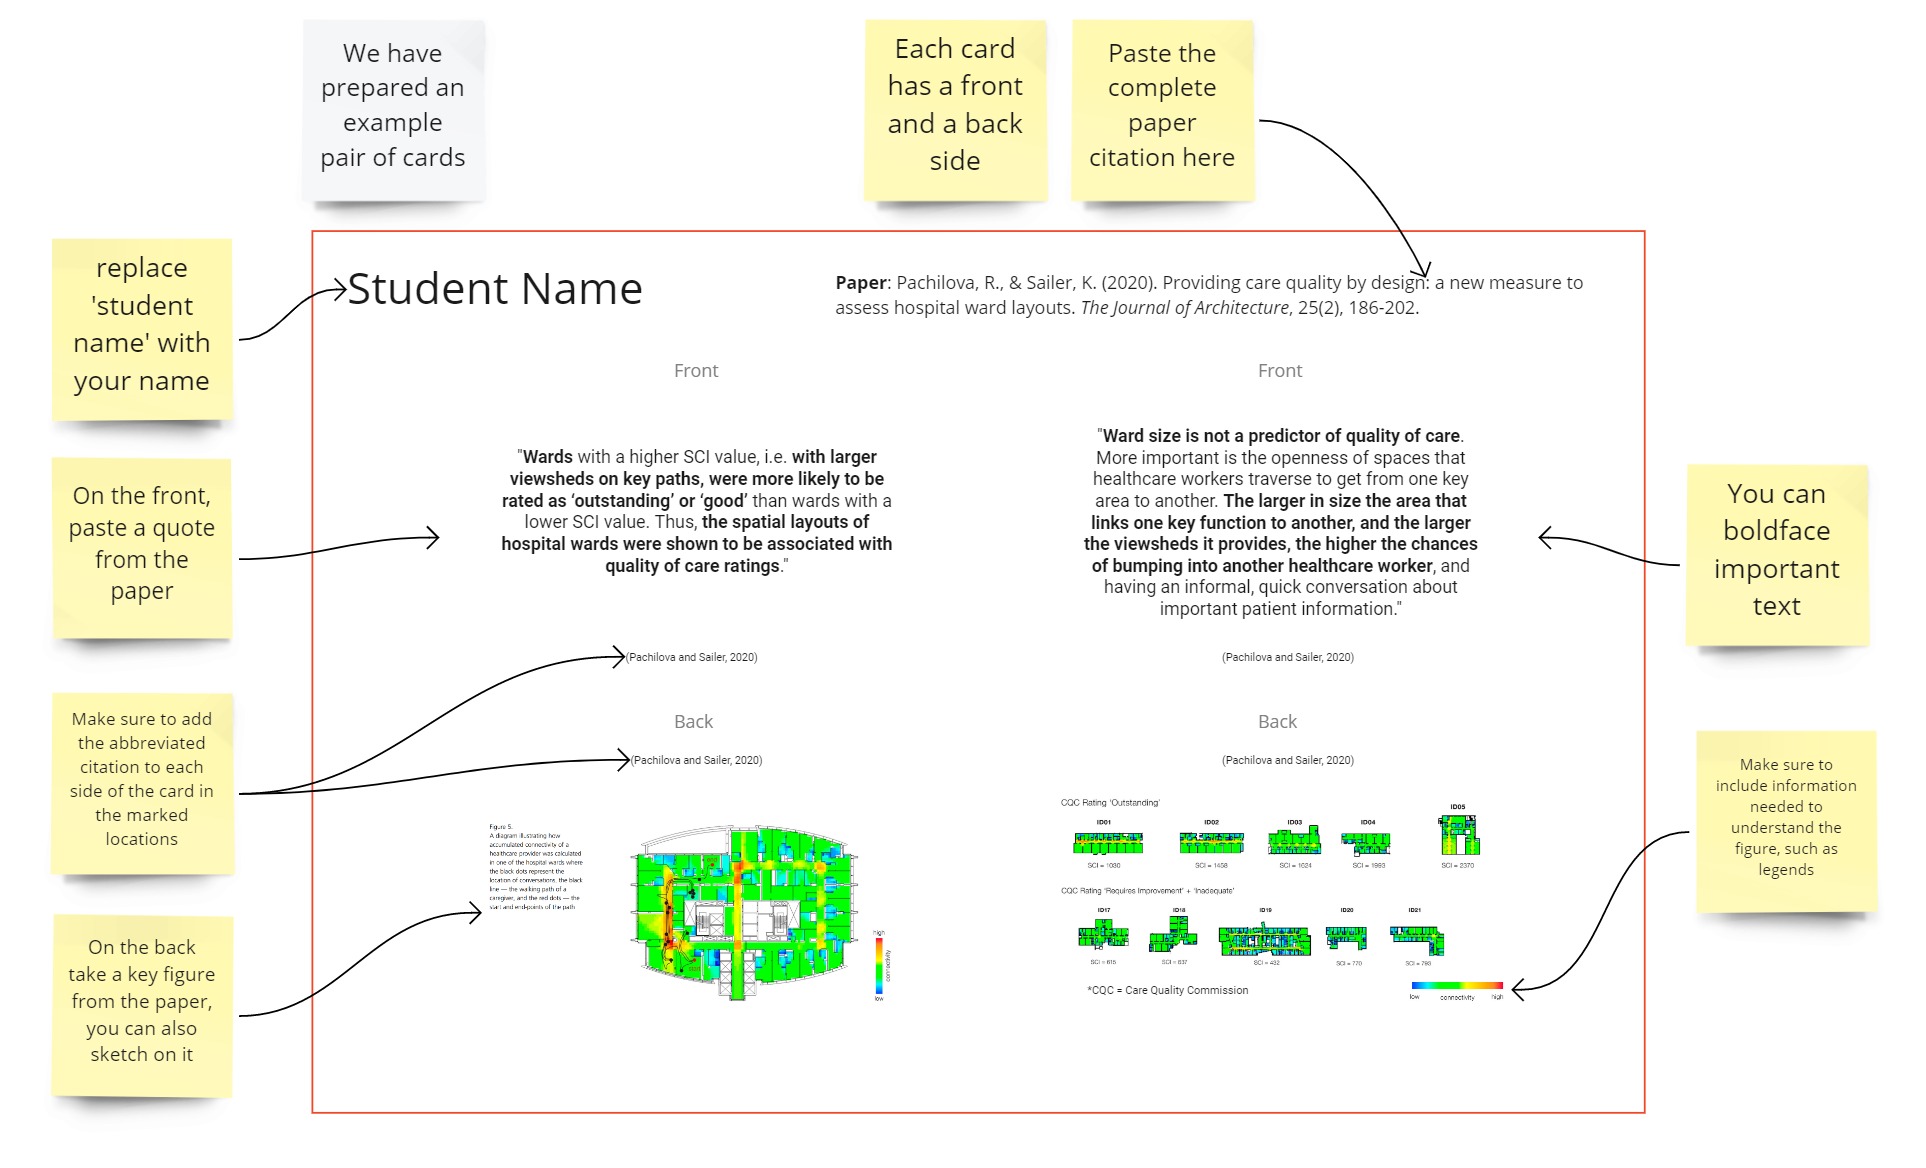 We have
prepared an
example
pair of cards
Each card
has a front
and a back
side
Paste the
complete
paper
citation here
replace
'student
name' with
your name
On the front,
paste a quote
from the
paper
Make sure to add
the abbreviated
citation to each
side of the card in
the marked
locations
On the back
take a key figure
from the paper,
you can also
sketch on it
Student Name
Paper: Pachilova, R., & Sailer, K. (2020). Providing care quality by design: a new measure to
assess hospital ward layouts. The Journal of Architecture, 25(2), 186-202.
Front
"Wards with a higher SCI value, i.e. with larger
viewsheds on key paths, were more likely to be
rated as ‘outstanding’ or ‘good’ than wards with a
lower SCI value. Thus, the spatial layouts of
hospital wards were shown to be associated with
quality of care ratings."
(Pachilova and Sailer, 2020)
Back
(Pachilova and Sailer, 2020)
Figure 5.
A diagram illustrating how
accumulated connectivity of a
healthcare provider was calculated
in one of the hospital wards where
the black dots represent the
location of conversations, the black
line — the walking path of a
caregiver, and the red dots — the
start and end-points of the path
high
connectivity
low
Front
"Ward size is not a predictor of quality of care.
More important is the openness of spaces that
healthcare workers traverse to get from one key
area to another. The larger in size the area that
links one key function to another, and the larger
the viewsheds it provides, the higher the chances
of bumping into another healthcare worker, and
having an informal, quick conversation about
important patient information."
(Pachilova and Sailer, 2020)
Back
(Pachilova and Sailer, 2020)
CQC Rating ‘Outstanding’
ID01 ID02 ID03 ID04 ID05
SCI = 1030 SCI = 1458 SCI = 1624 SCI = 1993 SCI = 2370
CQC Rating ‘Requires Improvement’ + ‘Inadequate’
ID17 ID18 ID19 ID20 ID21
SCI = 615 SCI = 637 SCI = 432 SCI = 770 SCI = 793
*CQC = Care Quality Commission
low connectivity high
You can
boldface
important
text
Make sure to
include information
needed to
understand the
figure, such as
legends